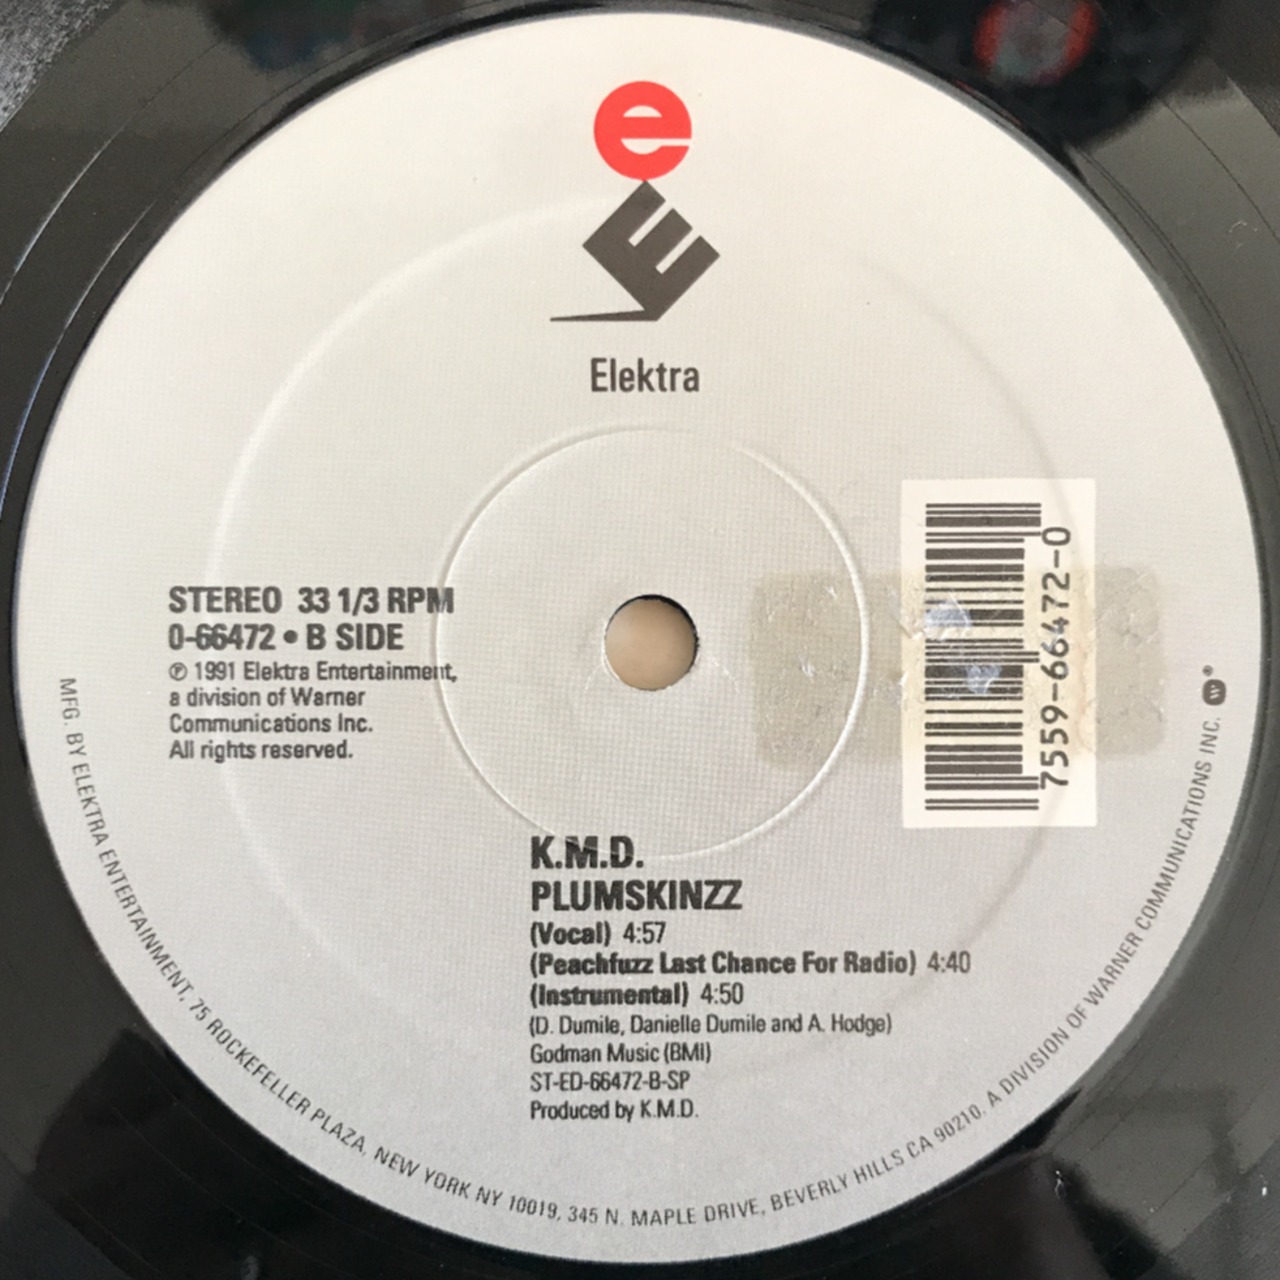 e
E
Elektra
STEREO 33 1/3 RPM
0-66472 • B SIDE
℗ 1991 Elektra Entertainment,
a division of Warner
Communications Inc.
All rights reserved.
7559-66472-0
K.M.D.
PLUMSKINZZ
(Vocal) 4:57
(Peachfuzz Last Chance For Radio) 4:40
(Instrumental) 4:50
(D. Dumile, Danielle Dumile and A. Hodge)
Godman Music (BMI)
ST-ED-66472-B-SP
Produced by K.M.D.
MFG. BY ELEKTRA ENTERTAINMENT, 75 ROCKEFELLER PLAZA, NEW YORK NY 10019, 345 N. MAPLE DRIVE, BEVERLY HILLS CA 90210. A DIVISION OF WARNER COMMUNICATIONS INC. W ®